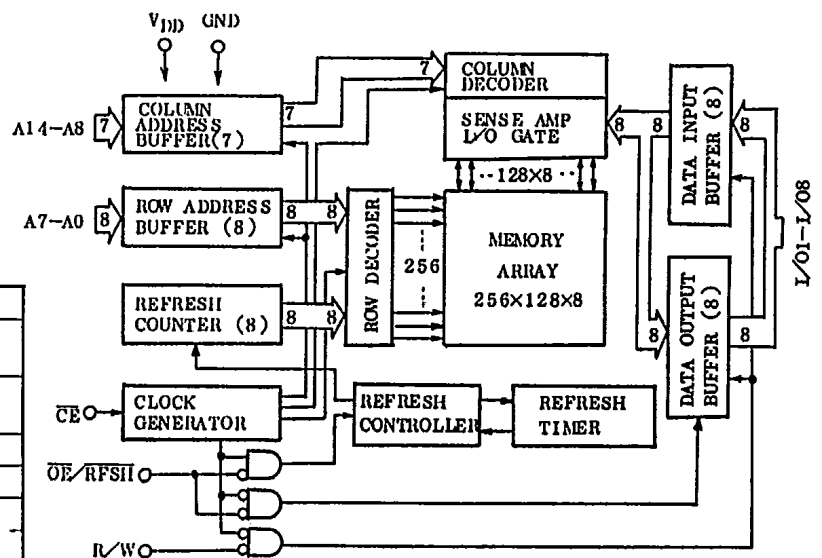 VDD GND
A14-A8
7
COLUMN
ADDRESS
BUFFER(7)
7
7
COLUMN
DECODER
SENSE AMP
I/O GATE
8
8
8
DATA INPUT
BUFFER (8)
8
128×8
A7-A0
8
ROW ADDRESS
BUFFER (8)
8
8
ROW DECODER
256
MEMORY
ARRAY
256×128×8
I/O1-I/O8
REFRESH
COUNTER (8)
8
8
8
DATA OUTPUT
BUFFER (8)
8
CE
CLOCK
GENERATOR
REFRESH
CONTROLLER
REFRESH
TIMER
OE/RFSH
R/W